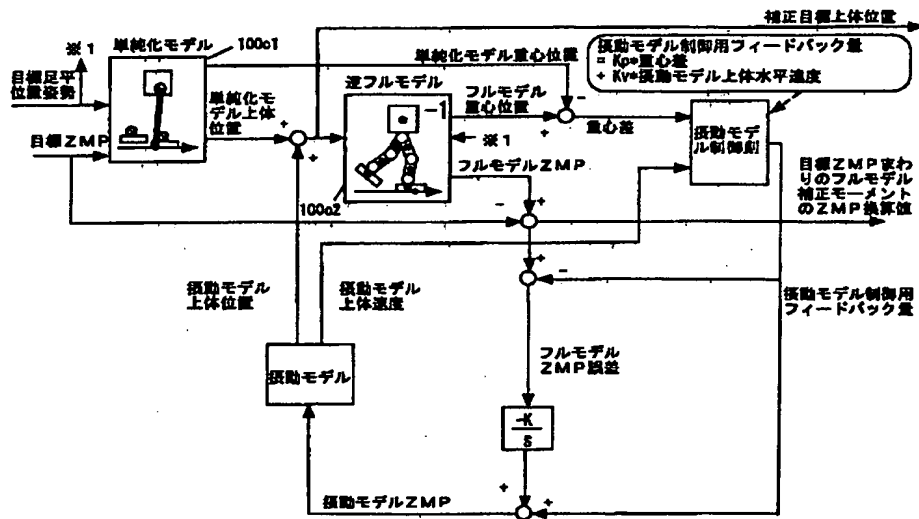 補正目標上体位置
※1
単純化モデル
100c1
単純化モデル重心位置
摂動モデル制御用フィードバック量
= Kp*重心差
+ Kv*摂動モデル上体水平速度
目標足平
位置姿勢
単純化モ
デル上体
位置
逆フルモデル
-1
フルモデル
重心位置
重心差
摂動モデ
ル制御則
目標ZMP
※1
フルモデルZMP
100c2
目標ZMPまわ
りのフルモデル
補正モーメント
のZMP換算値
摂動モデル
上体位置
摂動モデル
上体速度
摂動モデル制御用
フィードバック量
フルモデル
ZMP誤差
摂動モデル
-K
S
摂動モデルZMP
+
+
+
-
+
-
+
-
+
+